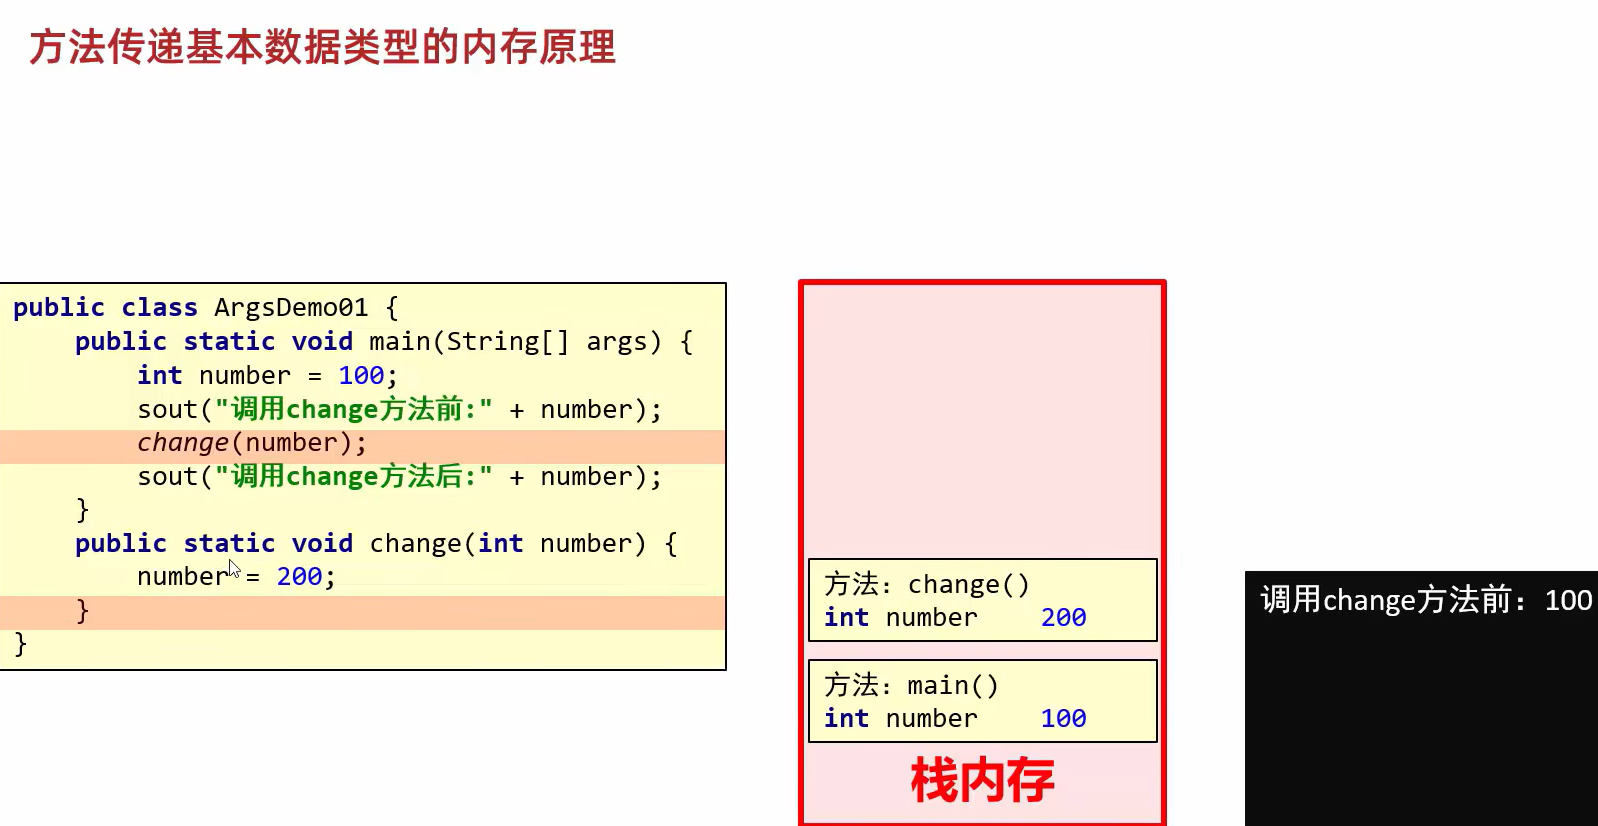 方法传递基本数据类型的内存原理
public class ArgsDemo01 {
public static void main(String[] args) {
int number = 100;
sout("调用change方法前:" + number);
change(number);
sout("调用change方法后:" + number);
}
public static void change(int number) {
number = 200;
}
}
方法：change()
int number 200
方法：main()
int number 100
栈内存
调用change方法前：100